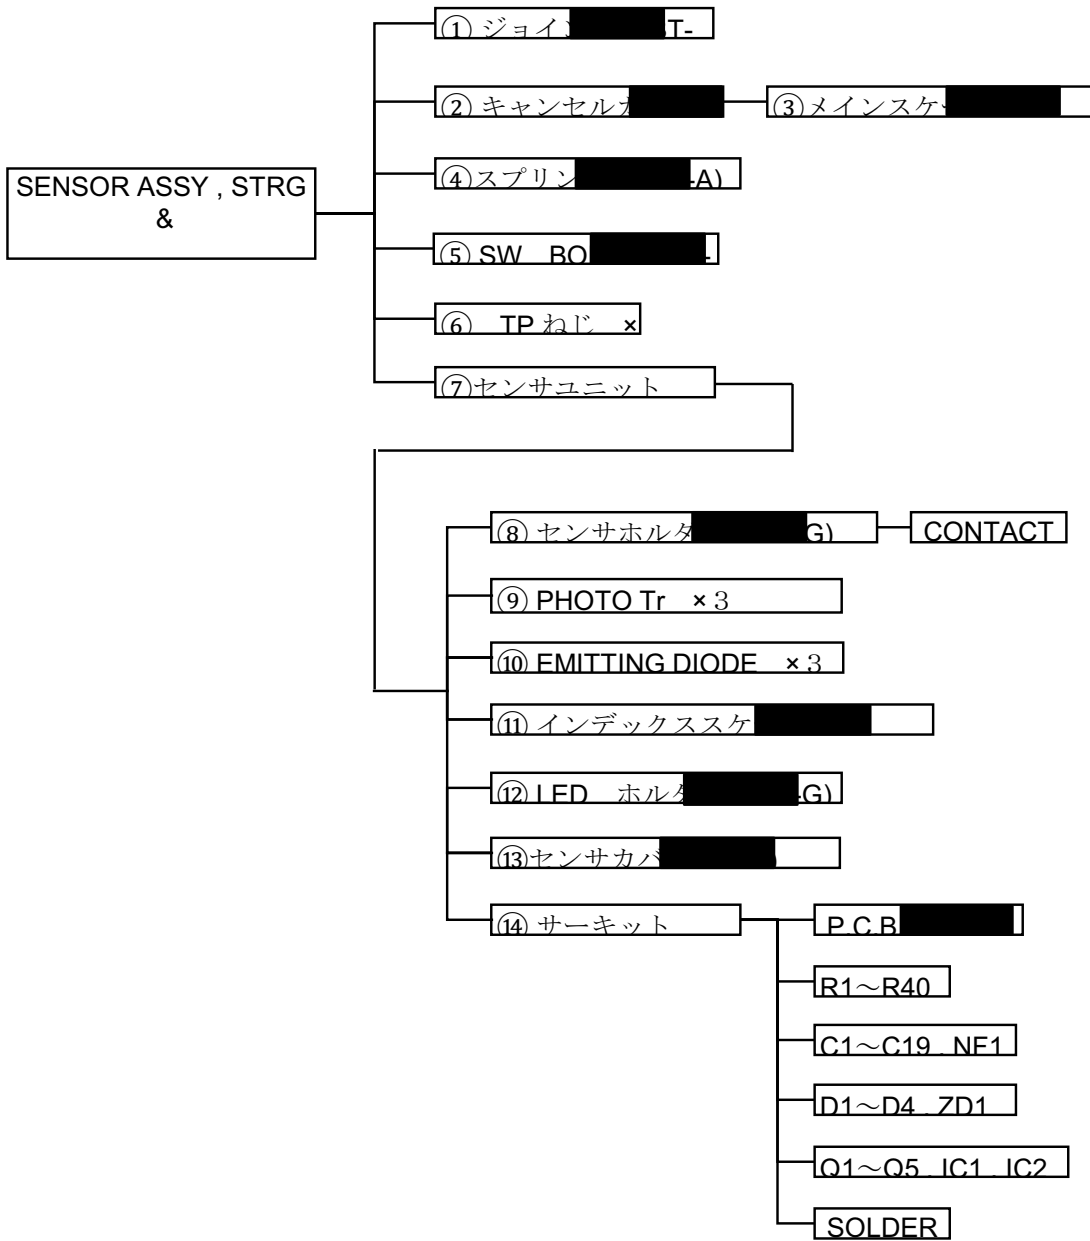 ① ジョイ T-
② キャンセル
③メインスケ
SENSOR ASSY , STRG
&
④スプリン -A)
⑤ SW BO -
⑥ TP ねじ ×
⑦センサユニット
⑧ センサホルダ G)
CONTACT
⑨ PHOTO Tr ×３
⑩ EMITTING DIODE ×３
⑪ インデックススケ
⑫ LED ホルダ -G)
⑬センサカバ )
⑭ サーキット
P.C.B
R1～R40
C1～C19 , NF1
D1～D4 , ZD1
Q1～Q5 , IC1 , IC2
SOLDER